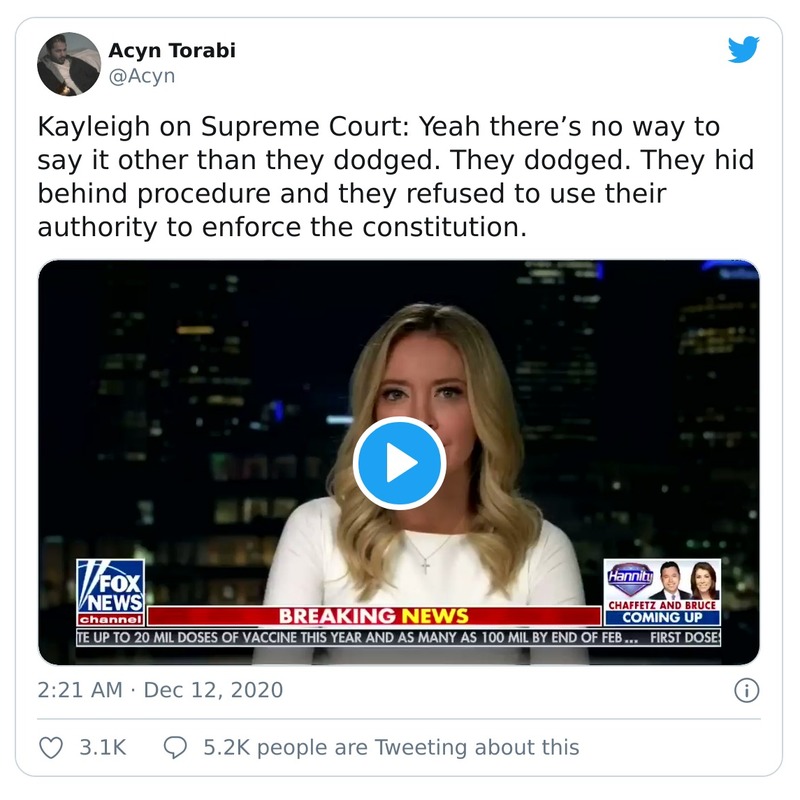 Acyn Torabi
@Acyn
Kayleigh on Supreme Court: Yeah there’s no way to
say it other than they dodged. They dodged. They hid
behind procedure and they refused to use their
authority to enforce the constitution.
FOX
NEWS
channel
BREAKING NEWS
Hannity
CHAFFETZ AND BRUCE
COMING UP
TE UP TO 20 MIL DOSES OF VACCINE THIS YEAR AND AS MANY AS 100 MIL BY END OF FEB ... FIRST DOSES
2:21 AM · Dec 12, 2020
3.1K
5.2K people are Tweeting about this